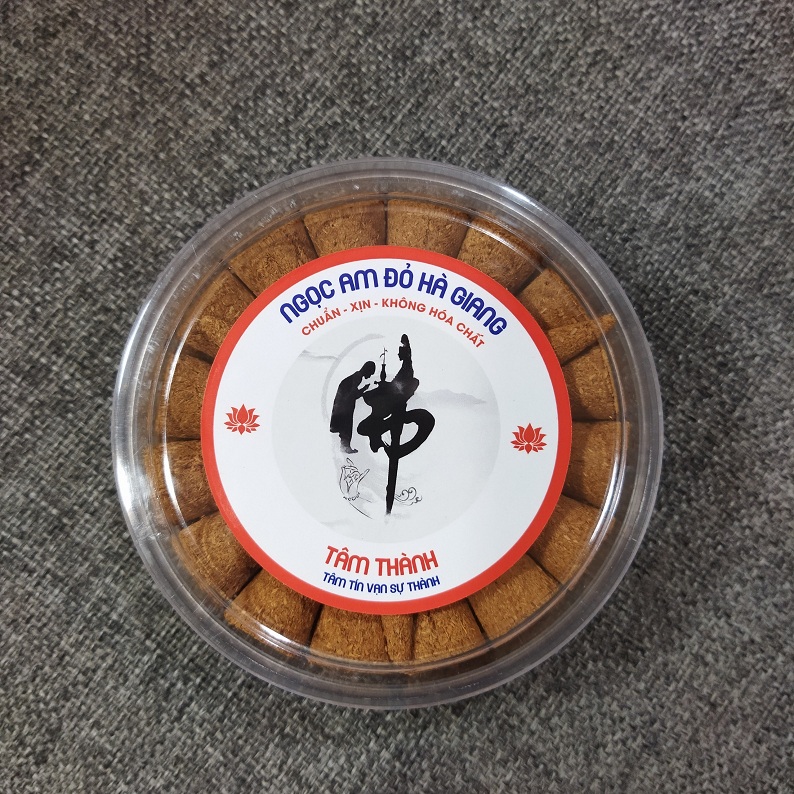 NGỌC AM ĐỎ HÀ GIANG
CHUẨN - XỊN - KHÔNG HÓA CHẤT
佛
TÂM THÀNH
TÂM TÍN VẠN SỰ THÀNH